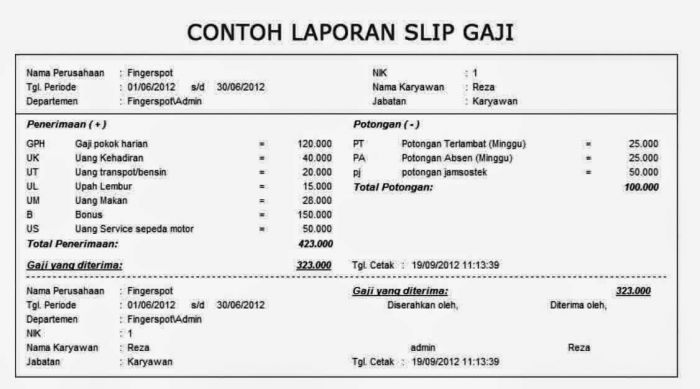 CONTOH LAPORAN SLIP GAJI
Nama Perusahaan : Fingerspot NIK : 1
Tgl. Periode : 01/06/2012 s/d 30/06/2012 Nama Karyawan : Reza
Departemen : Fingerspot\Admin Jabatan : Karyawan
Penerimaan ( + ) Potongan ( - )
GPH Gaji pokok harian = 120.000 PT Potongan Terlambat (Minggu) = 25.000
UK Uang Kehadiran = 40.000 PA Potongan Absen (Minggu) = 25.000
UT Uang transpot/bensin = 20.000 pj potongan jamsostek = 50.000
UL Upah Lembur = 15.000 Total Potongan: 100.000
UM Uang Makan = 28.000
B Bonus = 150.000
US Uang Service sepeda motor = 50.000
Total Penerimaan: 423.000
Gaji yang diterima: 323.000 Tgl. Cetak : 19/09/2012 11:13:39
Nama Perusahaan : Fingerspot Gaji yang diterima: 323.000
Tgl. Periode : 01/06/2012 s/d 30/06/2012 Diserahkan oleh, Diterima oleh,
Departemen : Fingerspot\Admin
NIK : 1
Nama Karyawan : Reza admin Reza
Jabatan : Karyawan Tgl. Cetak : 19/09/2012 11:13:39